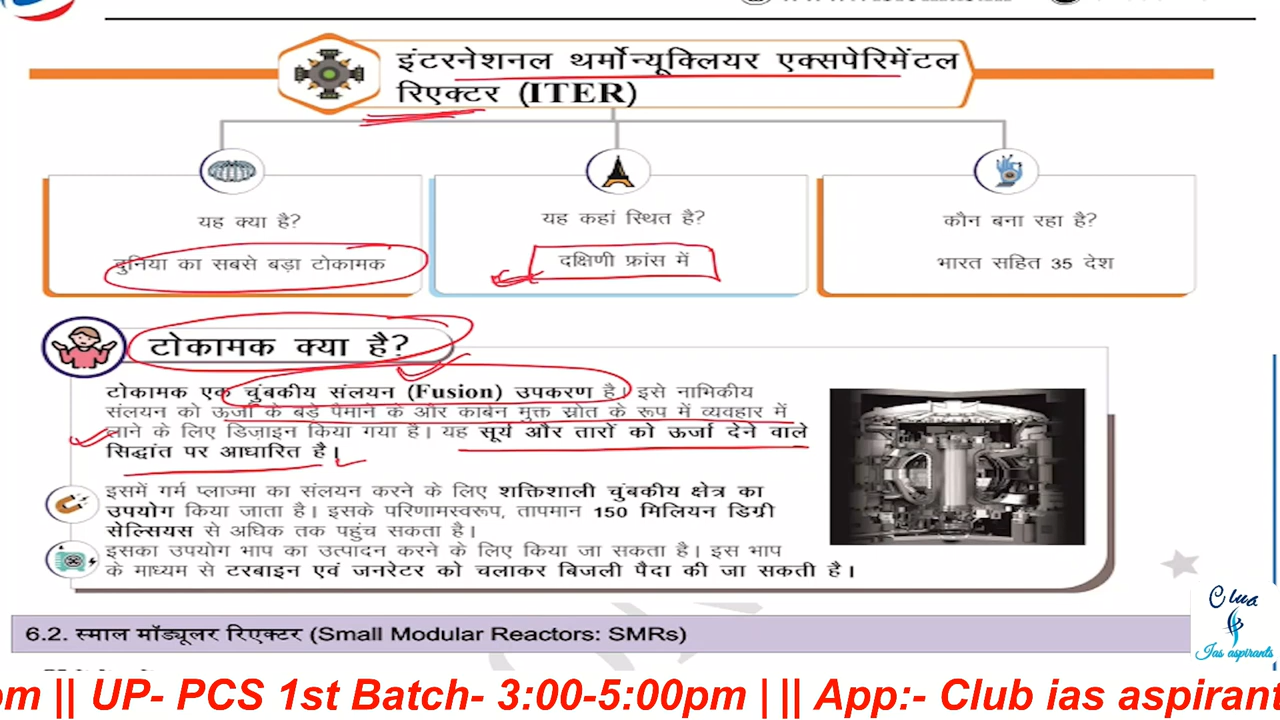 इंटरनेशनल थर्मोन्यूक्लियर एक्सपेरिमेंटल
रिएक्टर (ITER)
यह क्या है?
दुनिया का सबसे बड़ा टोकामक
यह कहां स्थित है?
दक्षिणी फ्रांस में
कौन बना रहा है?
भारत सहित 35 देश
टोकामक क्या है?
टोकामक एक चुंबकीय संलयन (Fusion) उपकरण है। इसे नाभिकीय
संलयन को ऊर्जा के बड़े पैमाने के और कार्बन मुक्त स्रोत के रूप में व्यवहार में
लाने के लिए डिज़ाइन किया गया है। यह सूर्य और तारों को ऊर्जा देने वाले
सिद्धांत पर आधारित है।
इसमें गर्म प्लाज्मा का संलयन करने के लिए शक्तिशाली चुंबकीय क्षेत्र का
उपयोग किया जाता है। इसके परिणामस्वरूप, तापमान 150 मिलियन डिग्री
सेल्सियस से अधिक तक पहुंच सकता है।
इसका उपयोग भाप का उत्पादन करने के लिए किया जा सकता है। इस भाप
के माध्यम से टरबाइन एवं जनरेटर को चलाकर बिजली पैदा की जा सकती है।
6.2. स्माल मॉड्यूलर रिएक्टर (Small Modular Reactors: SMRs)
Club
Ias aspirants
om || UP- PCS 1st Batch- 3:00-5:00pm | || App:- Club ias aspirant